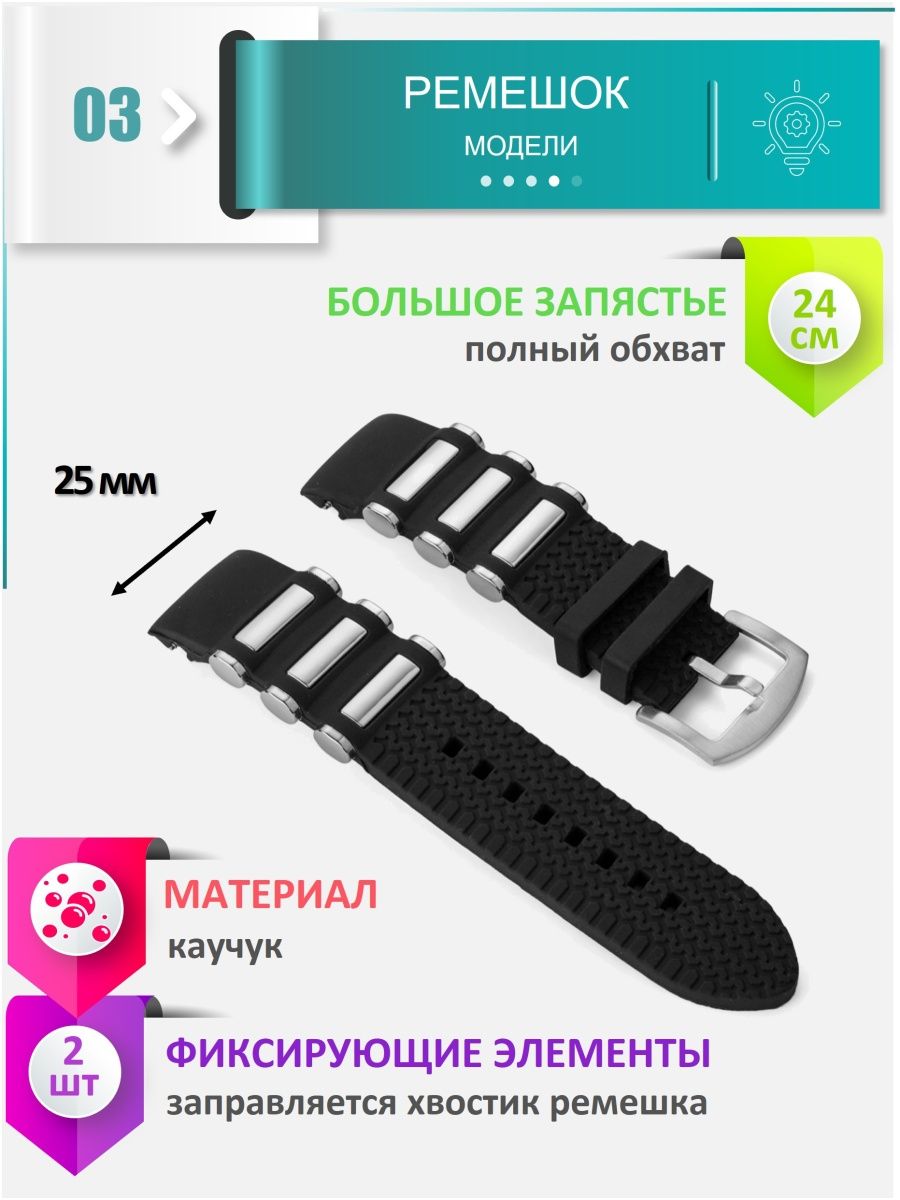 03
РЕМЕШОК
МОДЕЛИ
БОЛЬШОЕ ЗАПЯСТЬЕ
полный обхват
24
см
25 мм
МАТЕРИАЛ
каучук
2
шт
ФИКСИРУЮЩИЕ ЭЛЕМЕНТЫ
заправляется хвостик ремешка